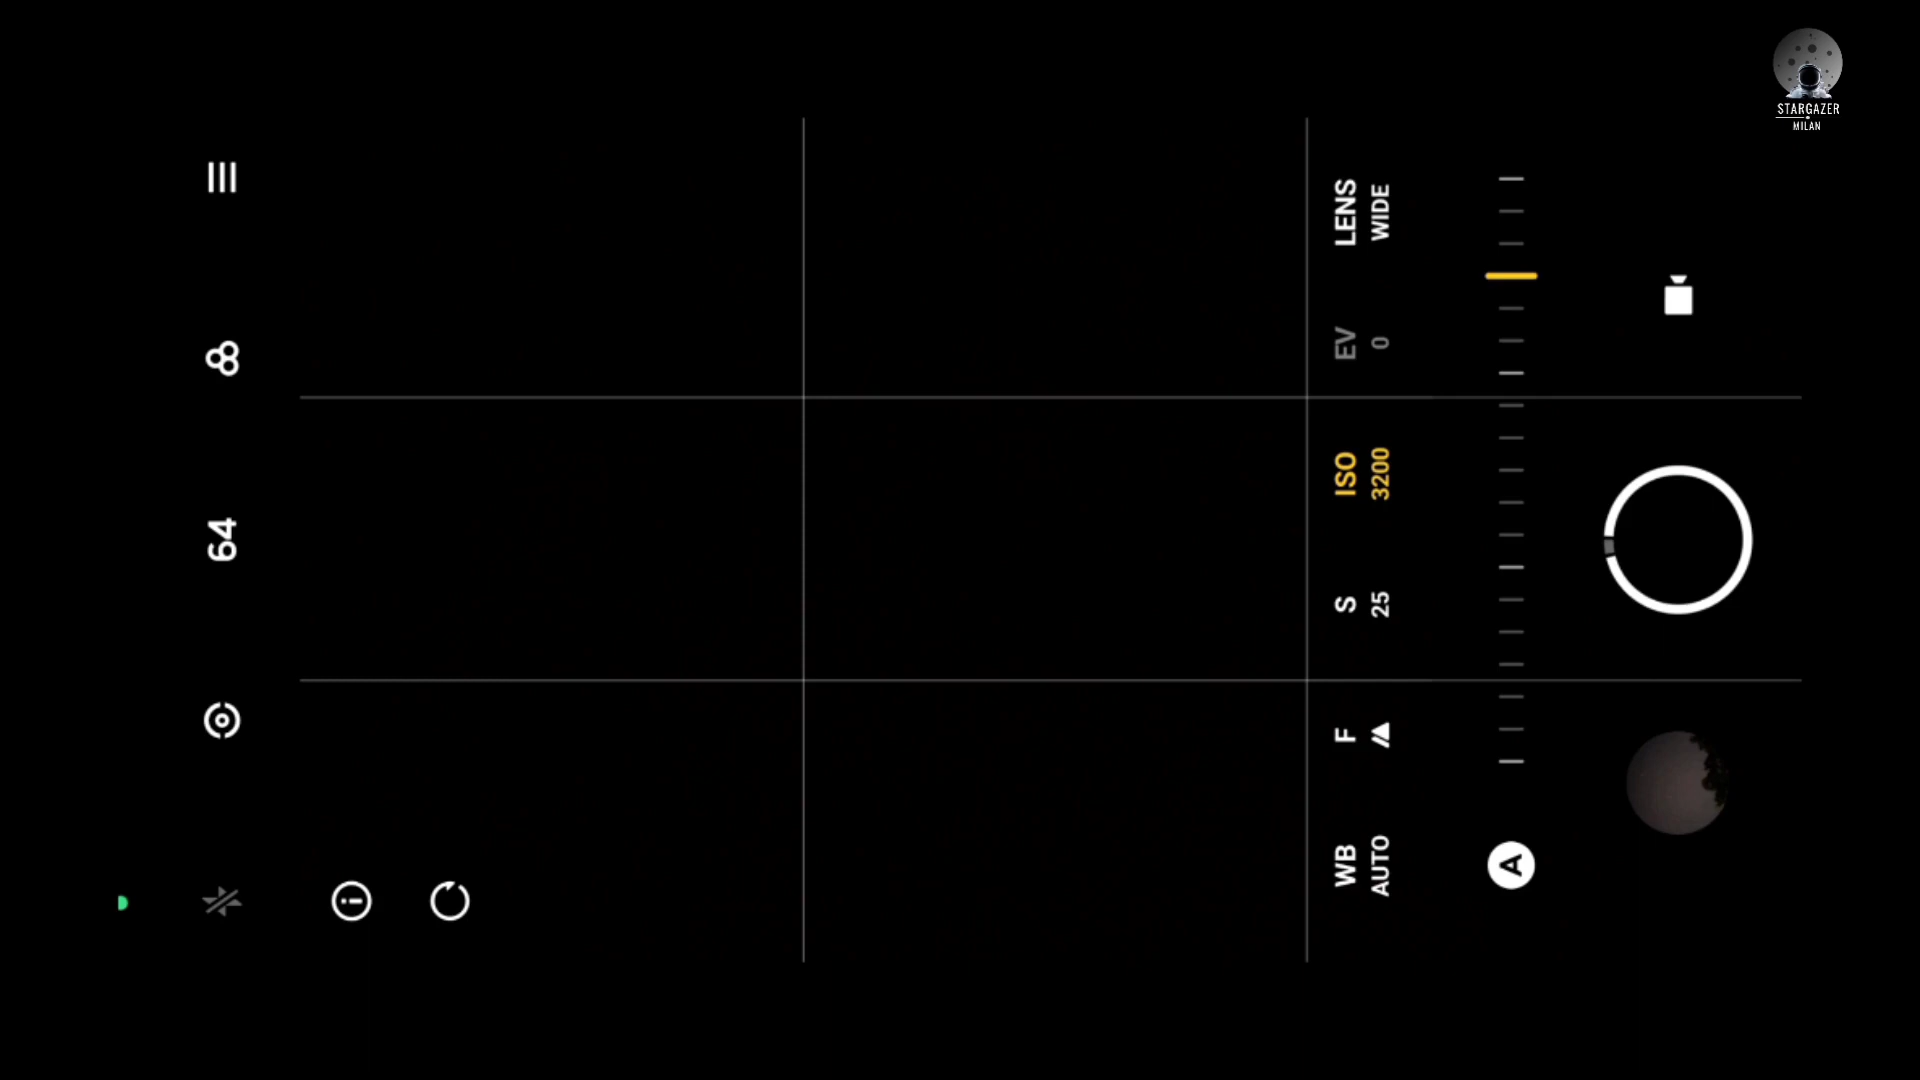 STARGAZER
MILAN
64
LENS
WIDE
EV
0
ISO
3200
S
25
F
WB
AUTO
A